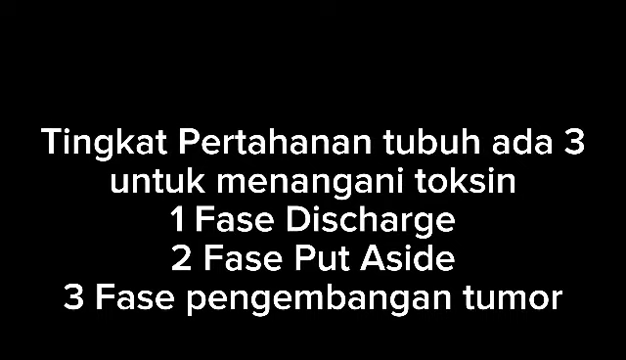 Tingkat Pertahanan tubuh ada 3
untuk menangani toksin
1 Fase Discharge
2 Fase Put Aside
3 Fase pengembangan tumor